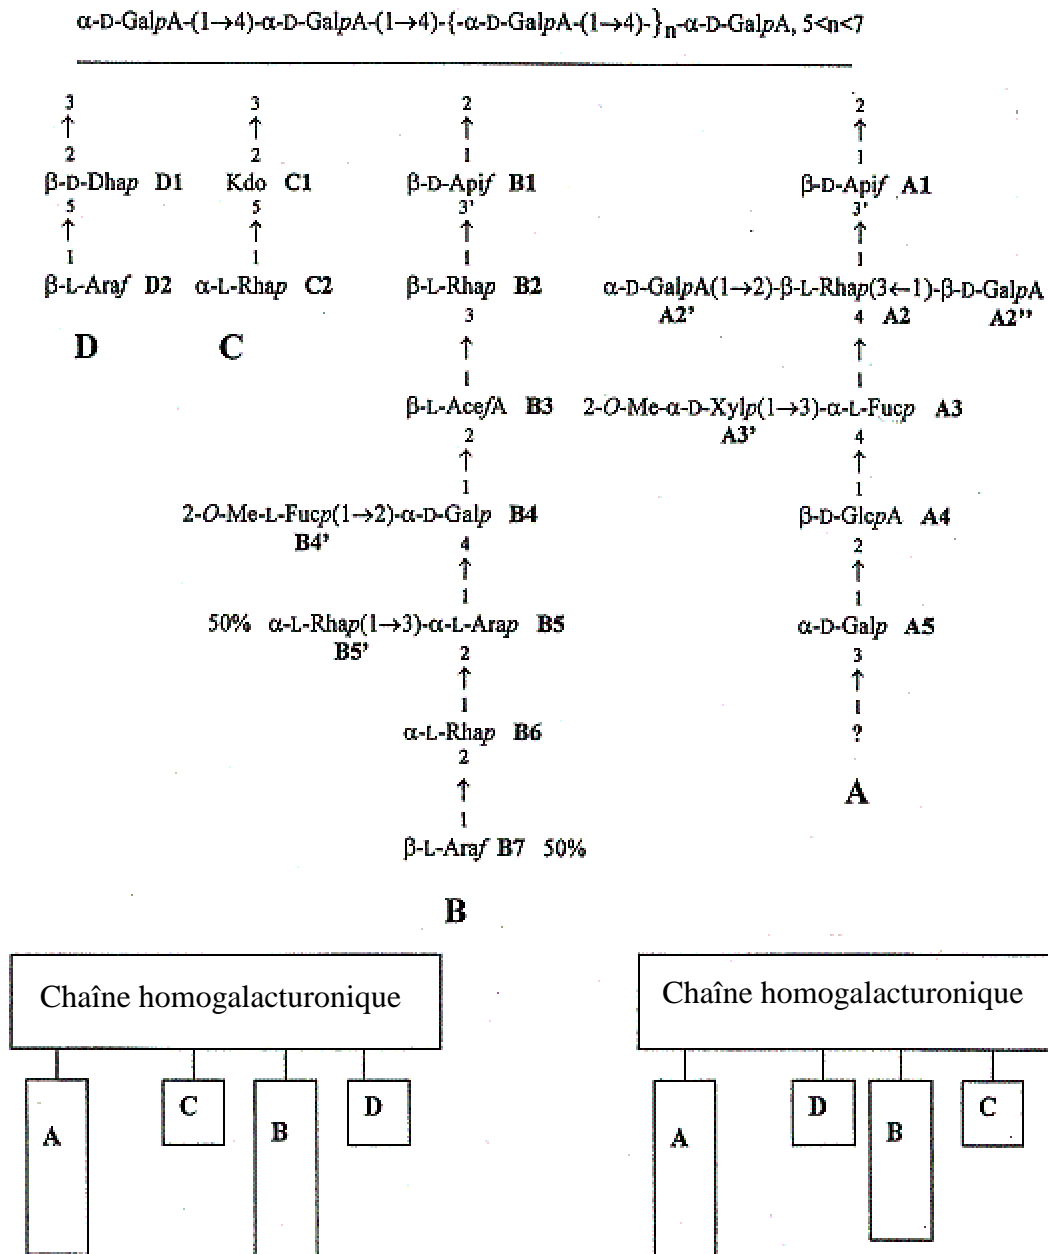 α-D-GalpA-(1→4)-α-D-GalpA-(1→4)-{-α-D-GalpA-(1→4)-}n-α-D-GalpA, 5<n<7
3 3 2 2
↑ ↑ ↑ ↑
2 2 1 1
β-D-Dhap D1 Kdo C1 β-D-Apif B1 β-D-Apif A1
5 5 3' 3'
↑ ↑ ↑ ↑
1 1 1 1
β-L-Araf D2 α-L-Rhap C2 β-L-Rhap B2 α-D-GalpA(1→2)-β-L-Rhap(3←1)-β-D-GalpA
A2' A2 A2''
3 4
D C
↑ ↑
1 1
β-L-AcefA B3 2-O-Me-α-D-Xylp(1→3)-α-L-Fucp A3
A3'
2 4
↑ ↑
1 1
2-O-Me-L-Fucp(1→2)-α-D-Galp B4 β-D-GlcpA A4
B4'
4 2
↑ ↑
1 1
50% α-L-Rhap(1→3)-α-L-Arap B5 α-D-Galp A5
B5'
2 3
↑ ↑
1 1
α-L-Rhap B6 ?
2
↑
A
1
β-L-Araf B7 50%
B
Chaîne homogalacturonique
Chaîne homogalacturonique
A C B D
A D B C